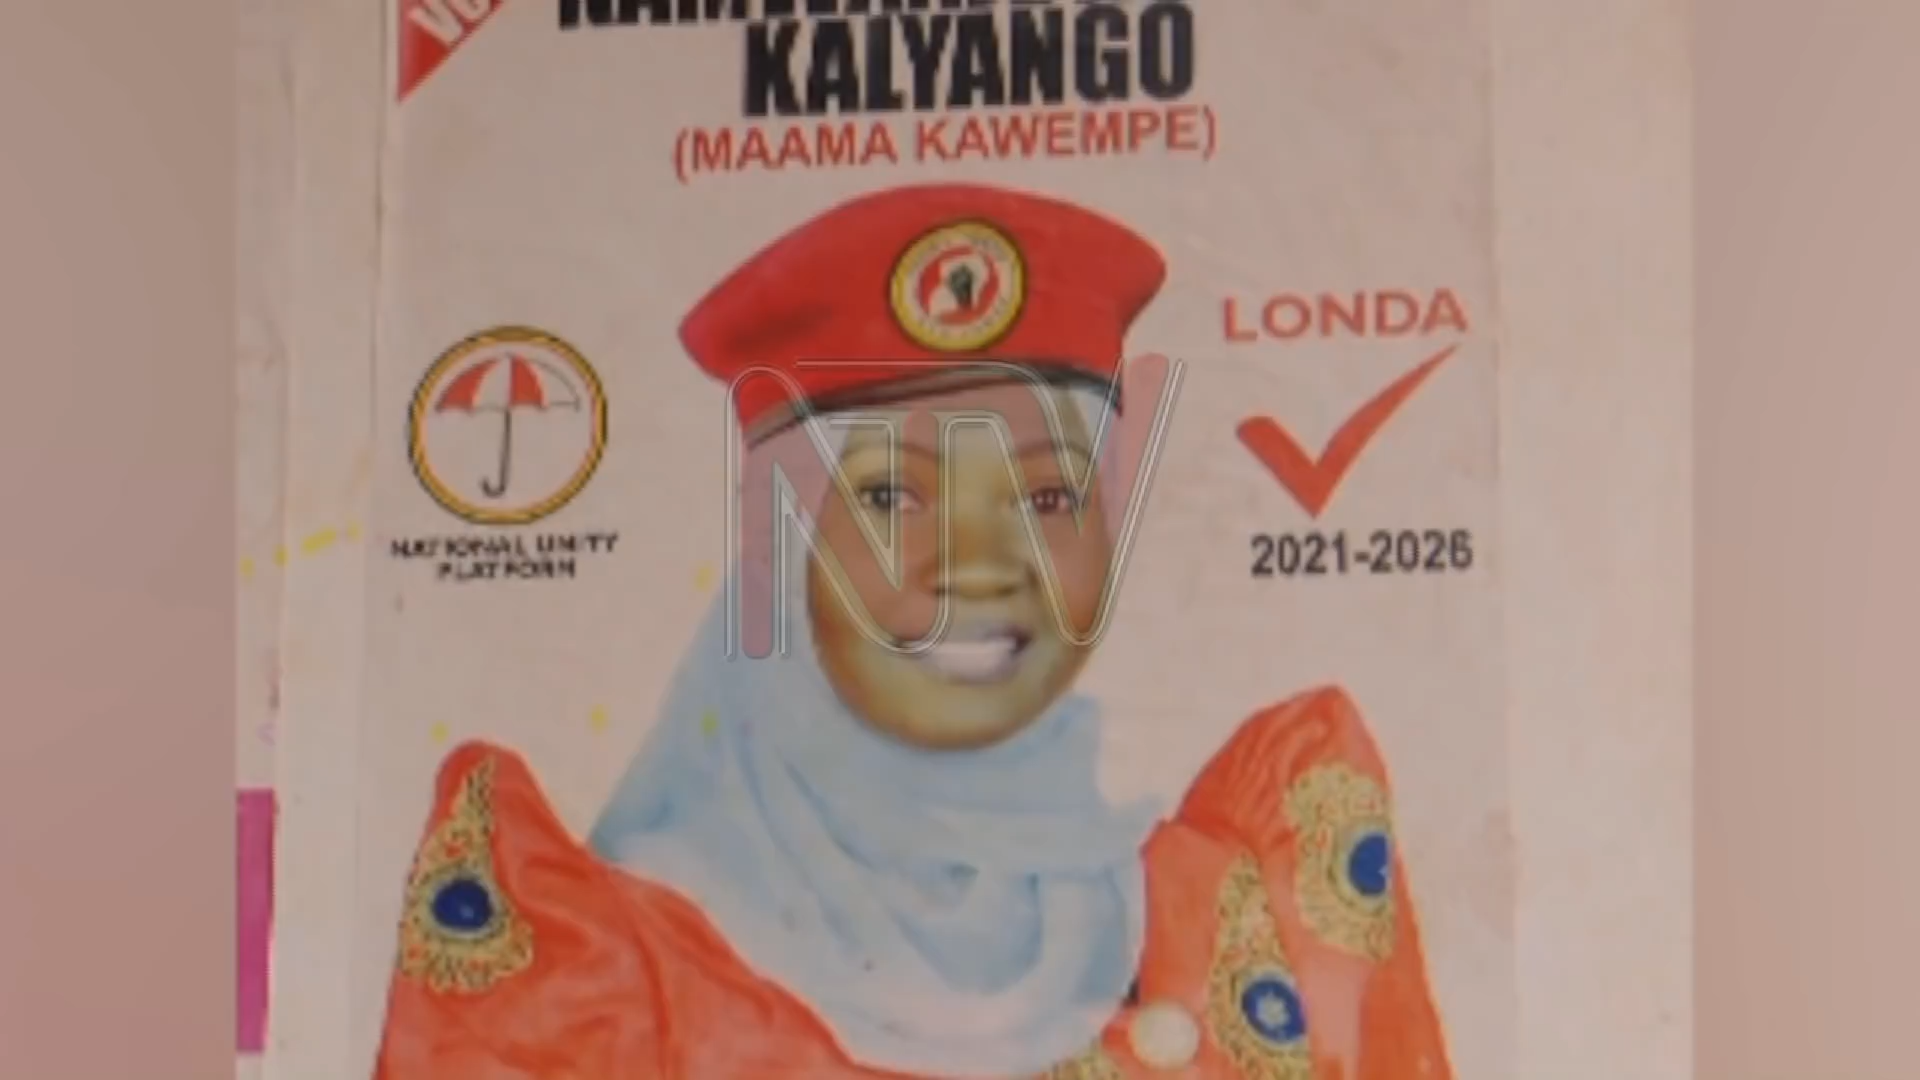 KALYANGO
(MAAMA KAWEMPE)
LONDA
NTV
NATIONAL UNITY
PLATFORM
2021-2026